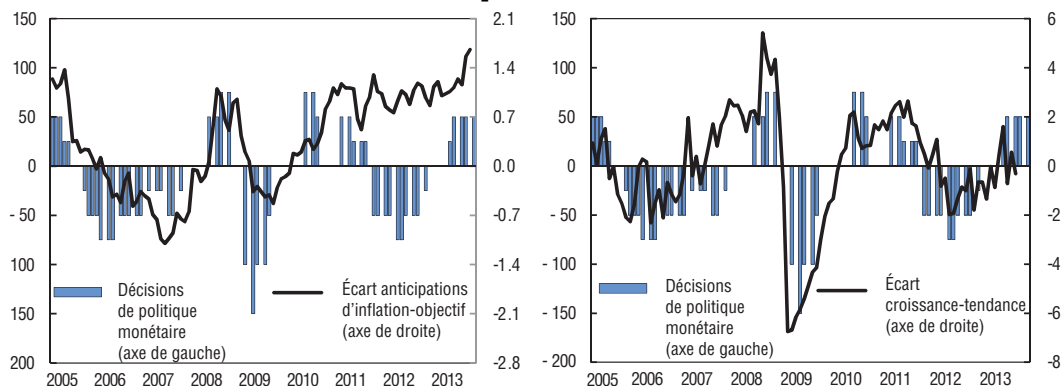 150
100
50
0
- 50
100
150
200
2.1
1.4
0.7
0.0
-0.7
-1.4
-2.1
-2.8
2005 2006 2007 2008 2009 2010 2011 2012 2013
Décisions
de politique
monétaire
(axe de gauche)
Écart anticipations
d'inflation-objectif
(axe de droite)
150
100
50
0
- 50
- 100
- 150
- 200
6
4
2
0
-2
-4
-6
-8
2005 2006 2007 2008 2009 2010 2011 2012 2013
Décisions
de politique
monétaire
(axe de gauche)
Écart
croissance-tendance
(axe de droite)